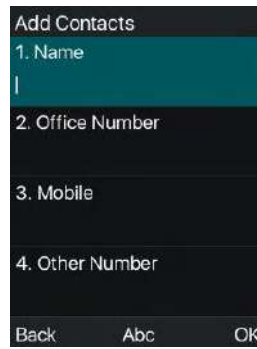 Add Contacts
1. Name
2. Office Number
3. Mobile
4. Other Number
Back Abc OK